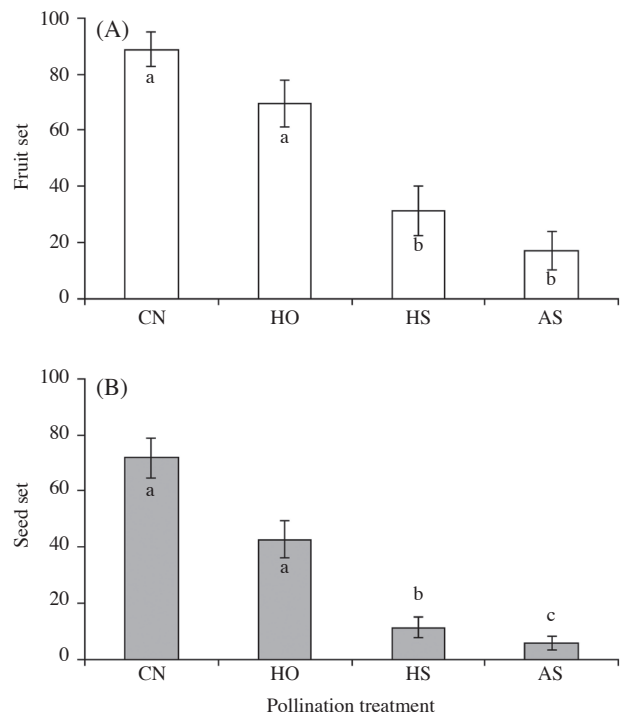 (A)
Fruit set
100
80
60
40
20
0
a
a
b
b
CN HO HS AS
(B)
Seed set
100
80
60
40
20
0
a
a
b
c
CN HO HS AS
Pollination treatment